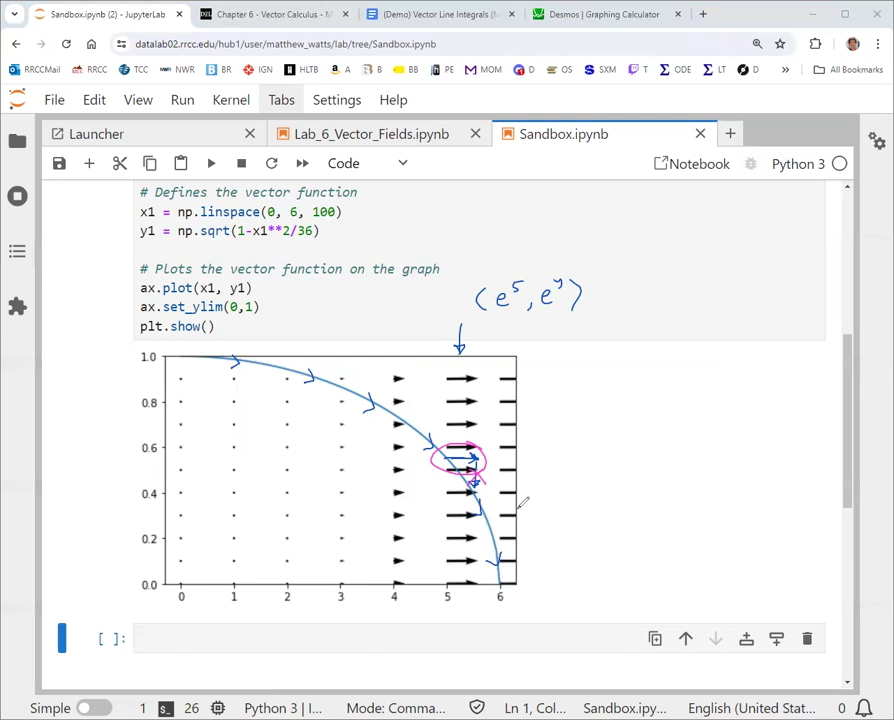 Sandbox.ipynb (2) - JupyterLab
Chapter 6 - Vector Calculus - M
(Demo) Vector Line Integrals (M
Desmos | Graphing Calculator
datalab02.rrcc.edu/hub1/user/matthew_watts/lab/tree/Sandbox.ipynb
RRCCMail RRCC TCC NWR BR IGN HLTB A B BB PE MOM D OS SXM T ODE LT D All Bookmarks
File Edit View Run Kernel Tabs Settings Help
Launcher Lab_6_Vector_Fields.ipynb Sandbox.ipynb
Code Notebook Python 3
# Defines the vector function
x1 = np.linspace(0, 6, 100)
y1 = np.sqrt(1-x1**2/36)
# Plots the vector function on the graph
ax.plot(x1, y1)
ax.set_ylim(0,1)
plt.show()
⟨e⁵, eʸ⟩
1.0
0.8
0.6
0.4
0.2
0.0
0 1 2 3 4 5 6
[ ]:
Simple 1 26 Python 3 | I... Mode: Comma... Ln 1, Col... Sandbox.ipy... English (United Stat... 0